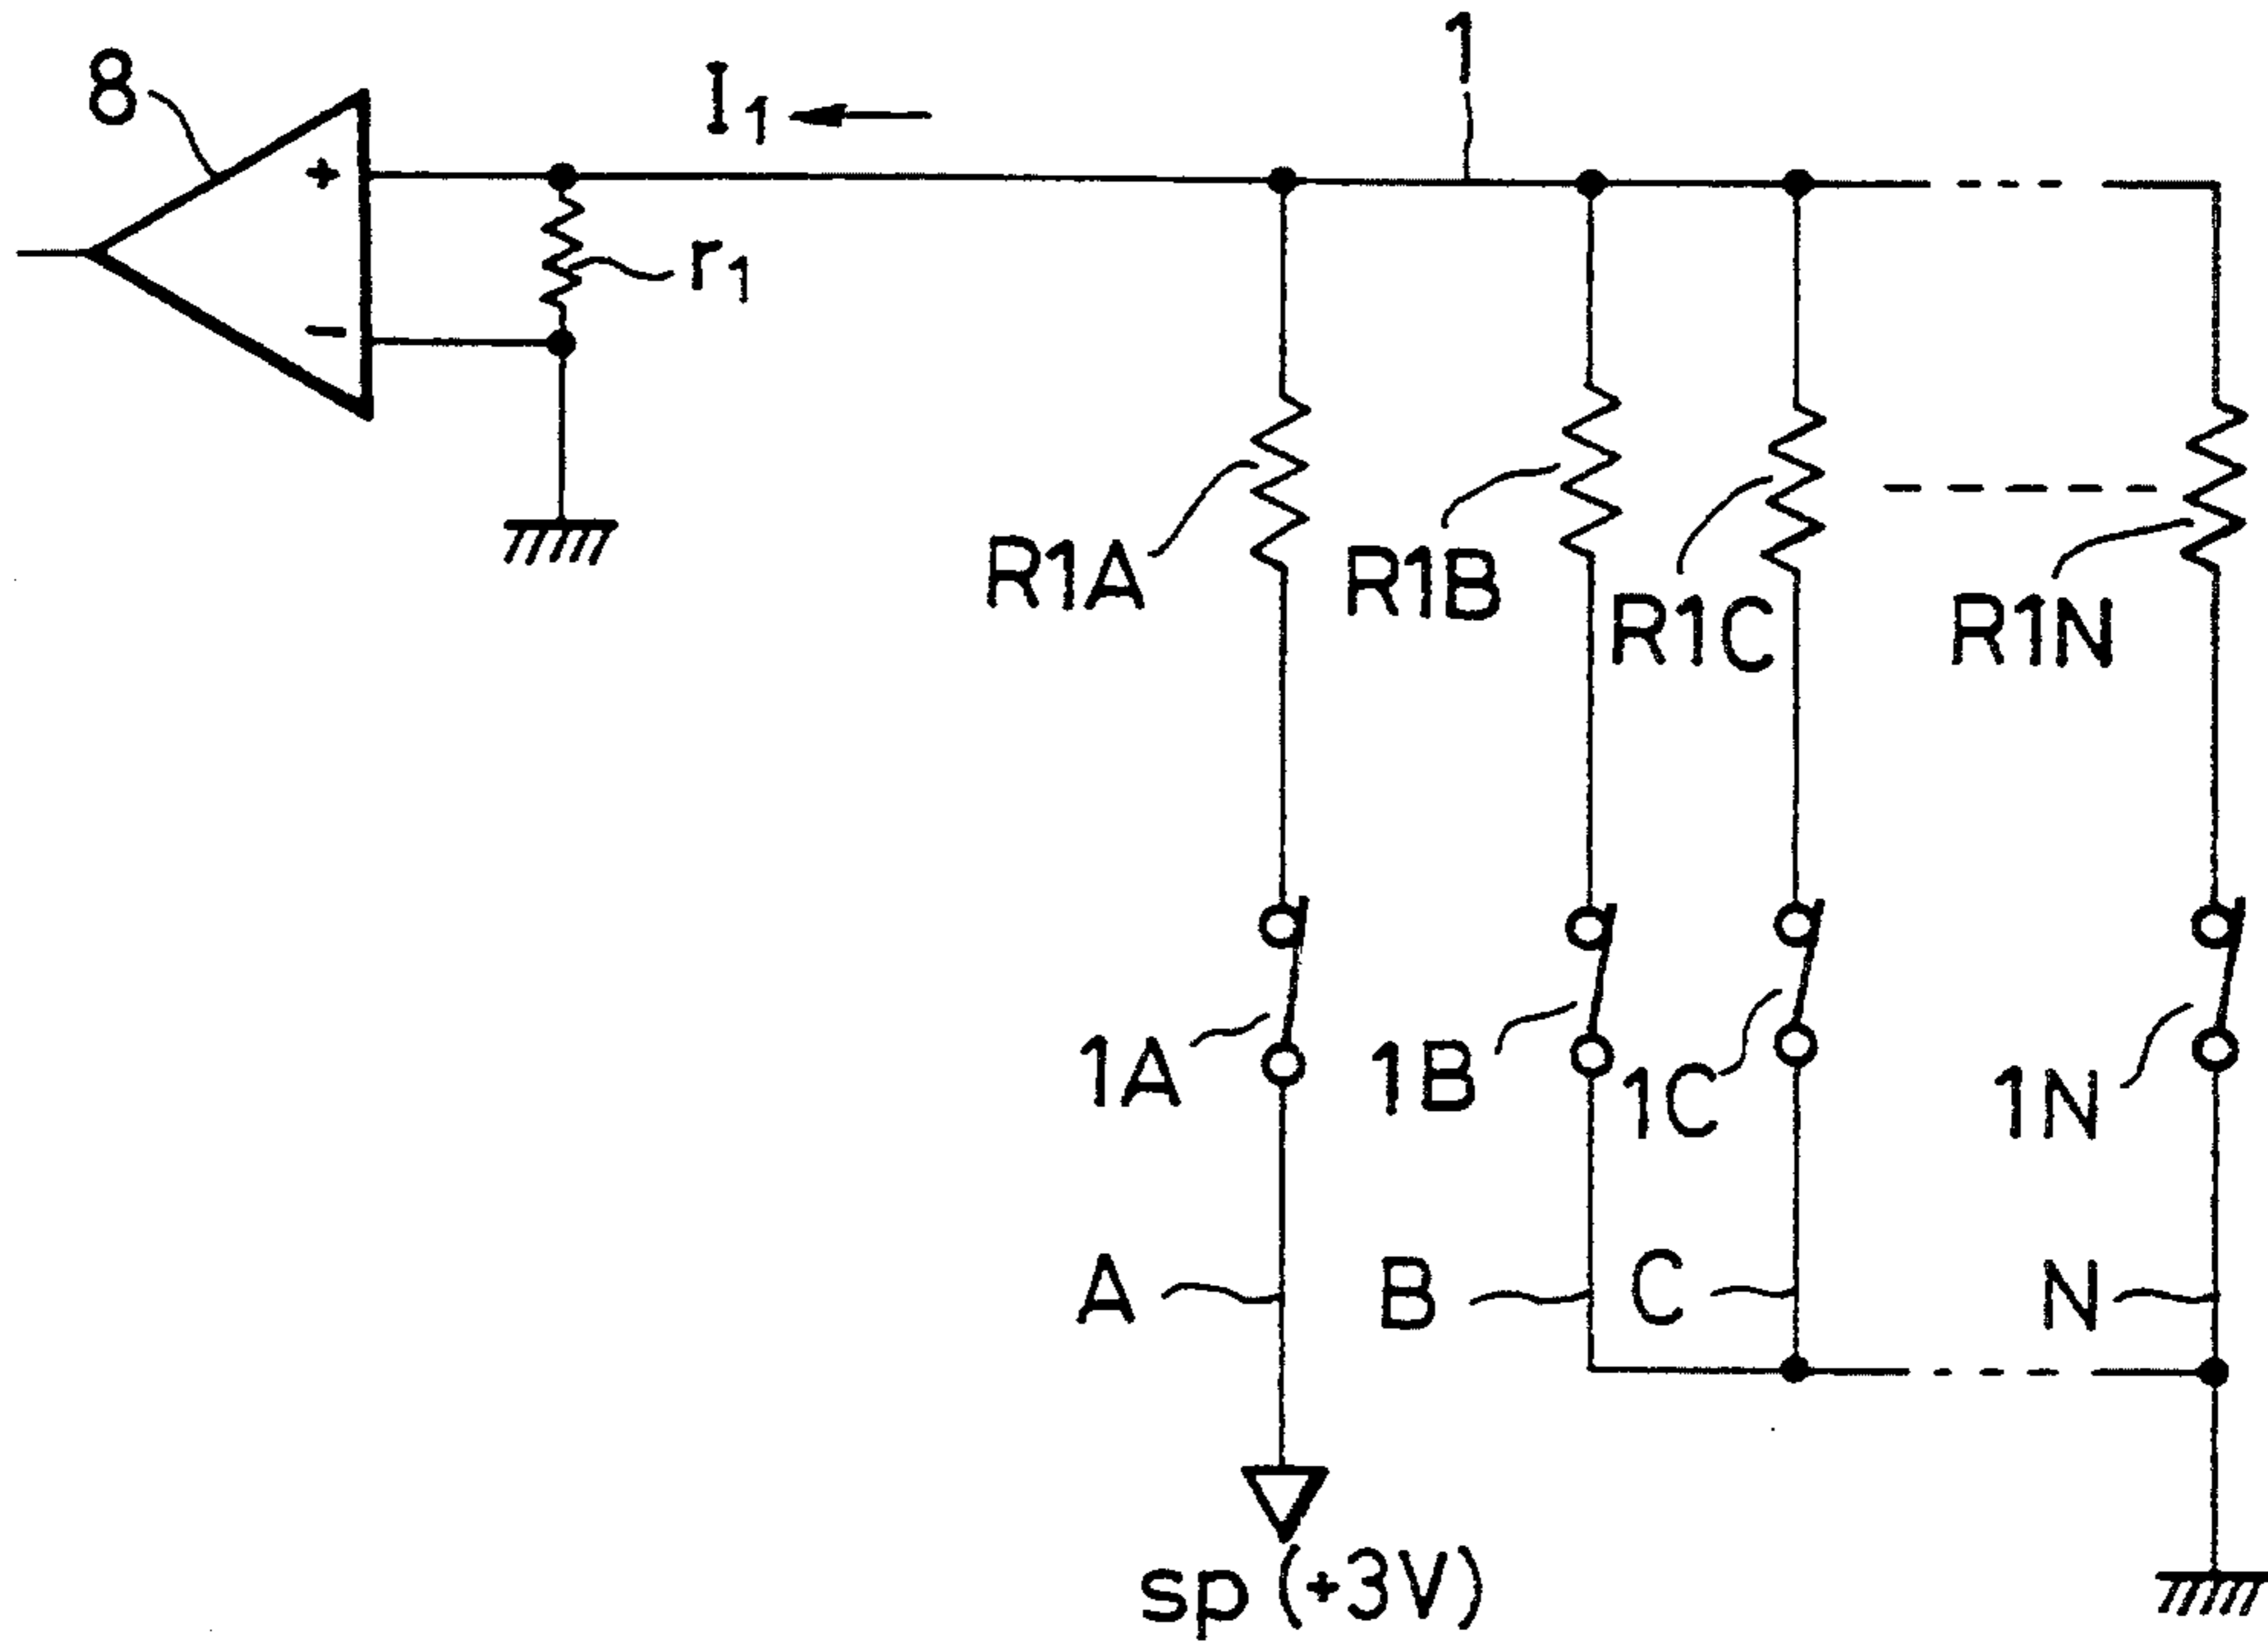 1
8
I₁
+
r₁
−
R1A
R1B
R1C
R1N
1A
1B
1C
1N
A
B
C
N
sp (+3V)